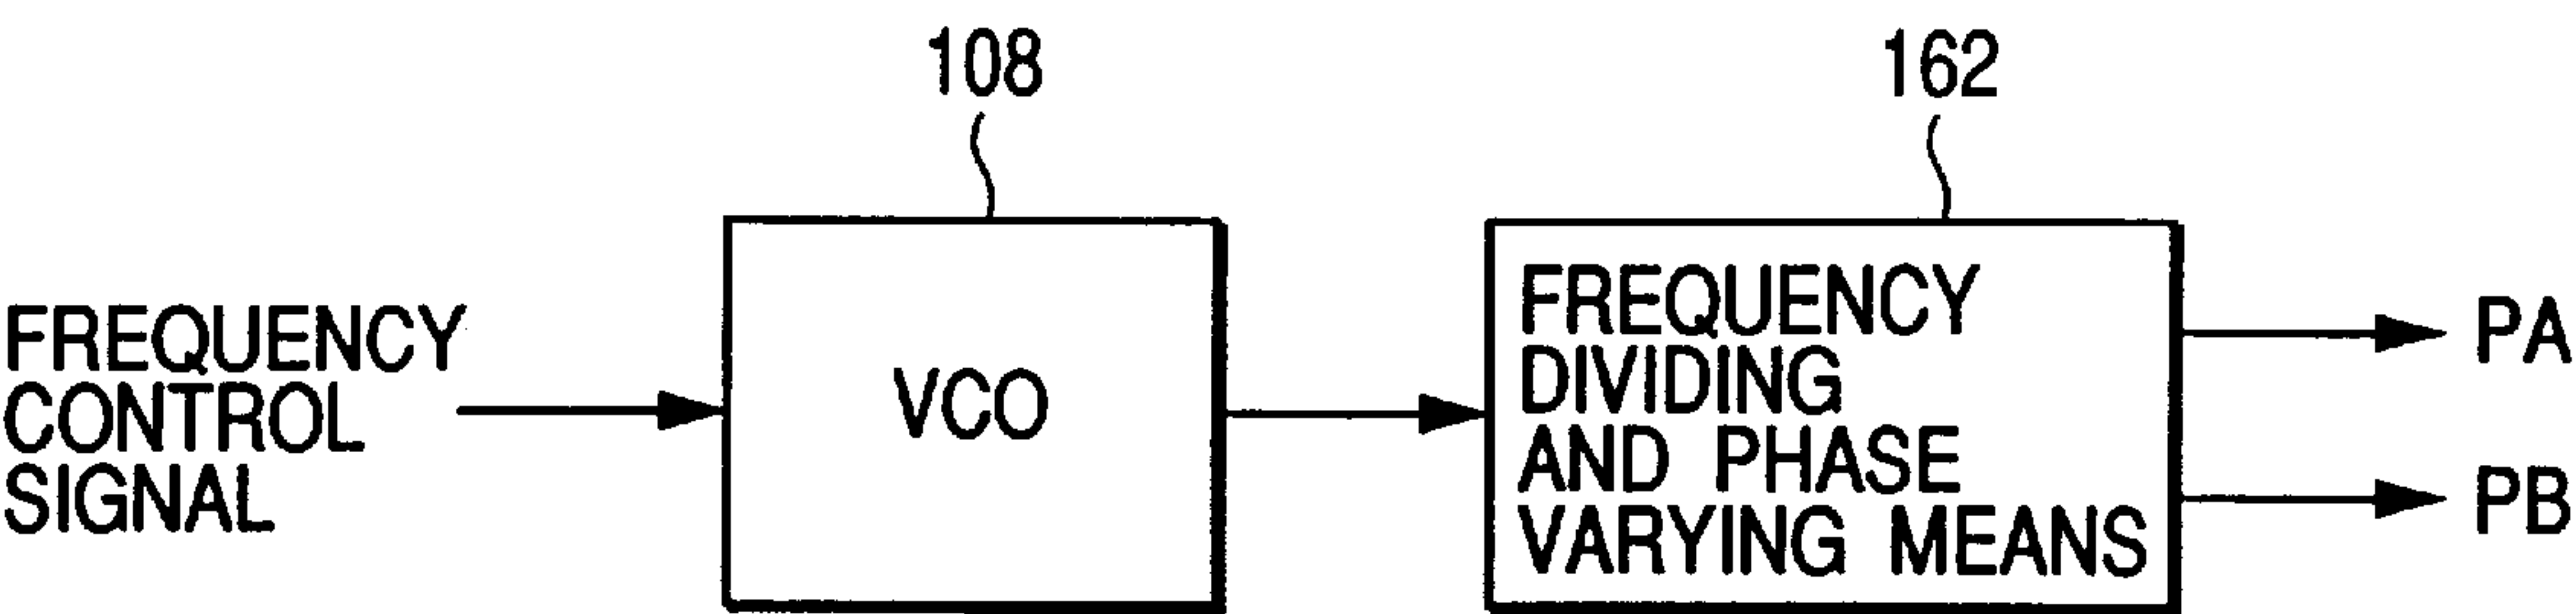 108
162
FREQUENCY
CONTROL
SIGNAL
VCO
FREQUENCY
DIVIDING
AND PHASE
VARYING MEANS
PA
PB